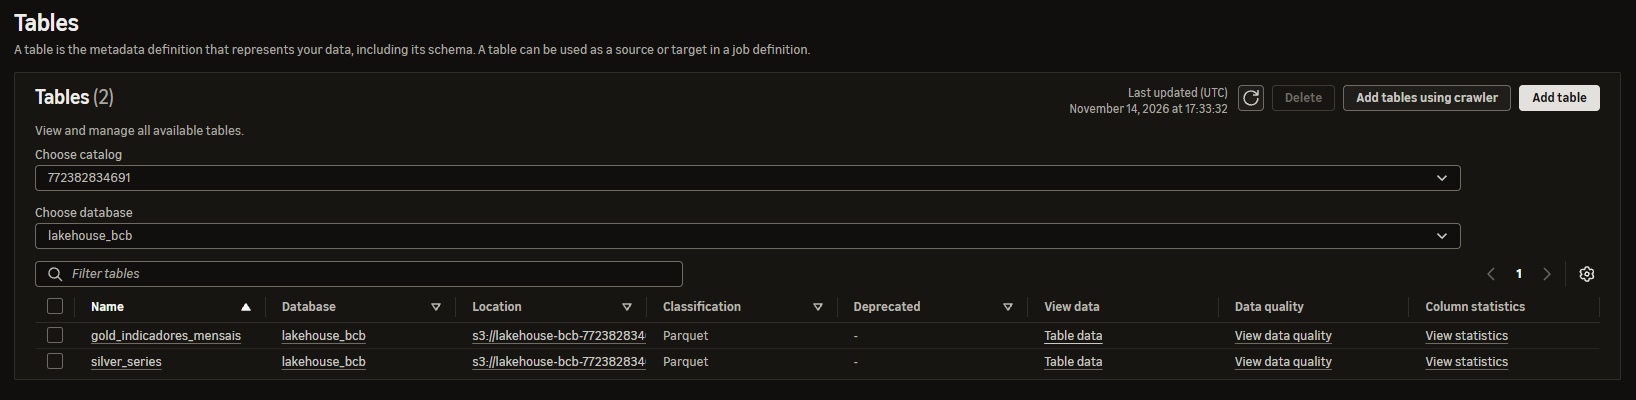 Tables
A table is the metadata definition that represents your data, including its schema. A table can be used as a source or target in a job definition.
Tables (2)
Last updated (UTC)
November 14, 2026 at 17:33:32
Delete
Add tables using crawler
Add table
View and manage all available tables.
Choose catalog
772382834691
Choose database
lakehouse_bcb
Filter tables
1
Name Database Location Classification Deprecated View data Data quality Column statistics
gold_indicadores_mensais lakehouse_bcb s3://lakehouse-bcb-772382834 Parquet - Table data View data quality View statistics
silver_series lakehouse_bcb s3://lakehouse-bcb-772382834 Parquet - Table data View data quality View statistics